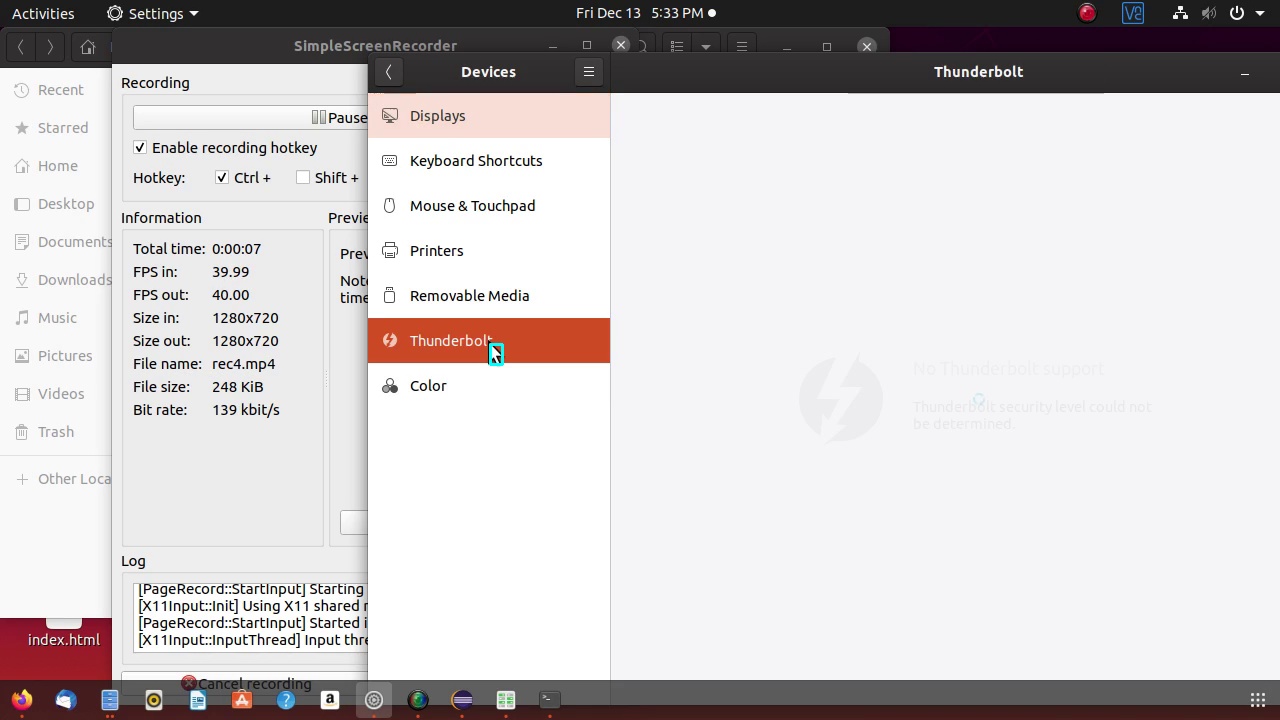 Activities
Settings
Fri Dec 13 5:33 PM
SimpleScreenRecorder
Devices
Thunderbolt
Recent
Starred
Home
Desktop
Documents
Downloads
Music
Pictures
Videos
Trash
Other Loca
index.html
Recording
Pause
Enable recording hotkey
Hotkey: Ctrl + Shift +
Information
Total time: 0:00:07
FPS in: 39.99
FPS out: 40.00
Size in: 1280x720
Size out: 1280x720
File name: rec4.mp4
File size: 248 KiB
Bit rate: 139 kbit/s
Previe
Prev
Note
time
Log
[PageRecord::StartInput] Starting
[X11Input::Init] Using X11 shared
[PageRecord::StartInput] Started i
[X11Input::InputThread] Input thre
Cancel recording
Displays
Keyboard Shortcuts
Mouse & Touchpad
Printers
Removable Media
Thunderbolt
Color
No Thunderbolt support
Thunderbolt security level could not
be determined.